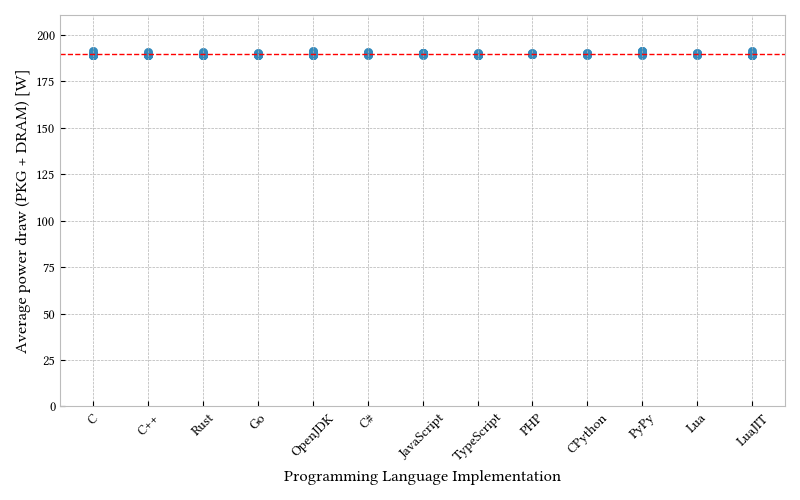 Average power draw (PKG + DRAM) [W]
200
175
150
125
100
75
50
25
0
C
C++
Rust
Go
OpenJDK
C#
JavaScript
TypeScript
PHP
CPython
PyPy
Lua
LuaJIT
Programming Language Implementation